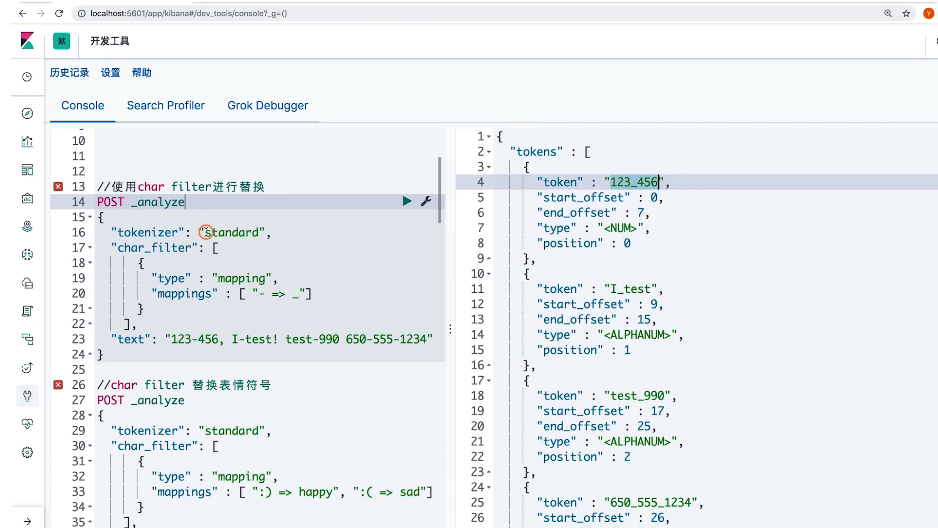 localhost:5601/app/kibana#/dev_tools/console?_g=()
Y
默
开发工具
历史记录 设置 帮助
Console Search Profiler Grok Debugger
10
11
12
13 //使用char filter进行替换
14 POST _analyze
15 {
16 "tokenizer": "standard",
17 "char_filter": [
18 {
19 "type" : "mapping",
20 "mappings" : [ "- => _"]
21 }
22 ],
23 "text": "123-456, I-test! test-990 650-555-1234"
24 }
25
26 //char filter 替换表情符号
27 POST _analyze
28 {
29 "tokenizer": "standard",
30 "char_filter": [
31 {
32 "type" : "mapping",
33 "mappings" : [ ":) => happy", ":( => sad"]
34 }
35 ],
1 {
2 "tokens" : [
3 {
4 "token" : "123_456",
5 "start_offset" : 0,
6 "end_offset" : 7,
7 "type" : "<NUM>",
8 "position" : 0
9 },
10 {
11 "token" : "I_test",
12 "start_offset" : 9,
13 "end_offset" : 15,
14 "type" : "<ALPHANUM>",
15 "position" : 1
16 },
17 {
18 "token" : "test_990",
19 "start_offset" : 17,
20 "end_offset" : 25,
21 "type" : "<ALPHANUM>",
22 "position" : 2
23 },
24 {
25 "token" : "650_555_1234",
26 "start_offset" : 26,